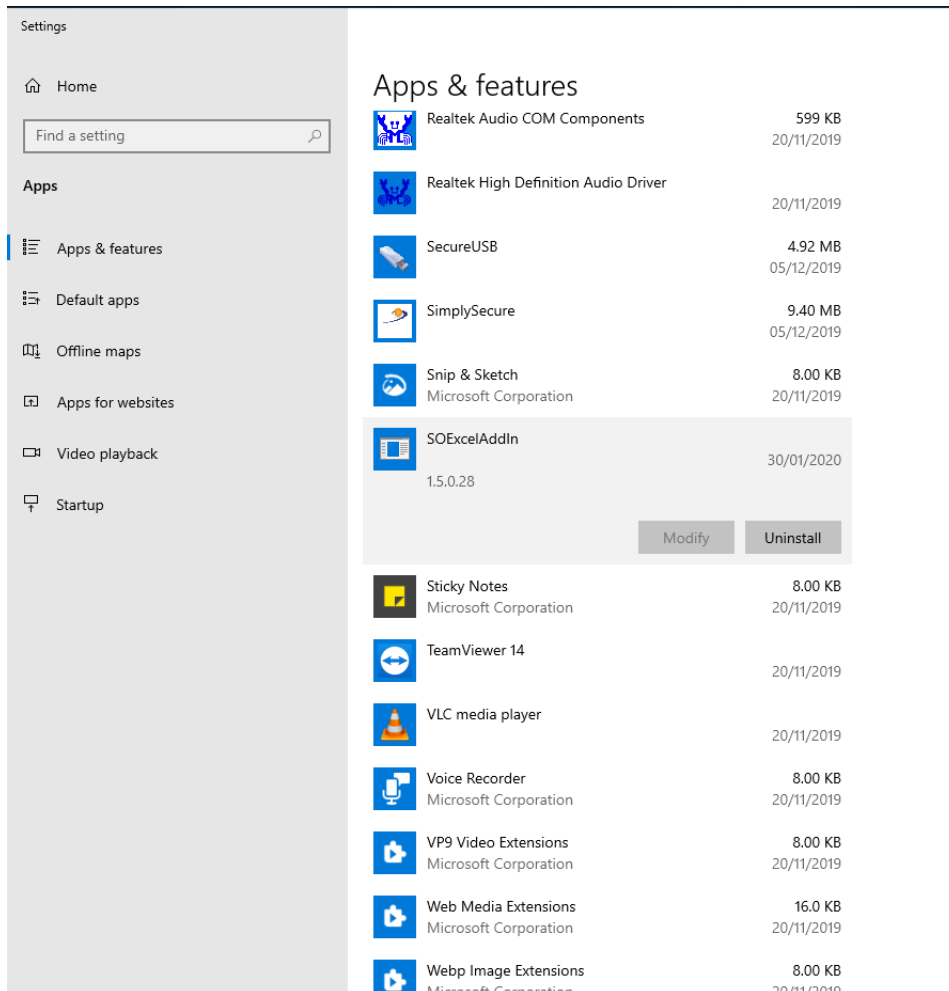 Settings
Home
Find a setting
Apps
Apps & features
Default apps
Offline maps
Apps for websites
Video playback
Startup
Apps & features
Realtek Audio COM Components 599 KB
20/11/2019
Realtek High Definition Audio Driver
20/11/2019
SecureUSB 4.92 MB
05/12/2019
SimplySecure 9.40 MB
05/12/2019
Snip & Sketch 8.00 KB
Microsoft Corporation 20/11/2019
SOExcelAddIn
30/01/2020
1.5.0.28
Modify Uninstall
Sticky Notes 8.00 KB
Microsoft Corporation 20/11/2019
TeamViewer 14
20/11/2019
VLC media player
20/11/2019
Voice Recorder 8.00 KB
Microsoft Corporation 20/11/2019
VP9 Video Extensions 8.00 KB
Microsoft Corporation 20/11/2019
Web Media Extensions 16.0 KB
Microsoft Corporation 20/11/2019
Webp Image Extensions 8.00 KB
Microsoft Corporation 20/11/2019